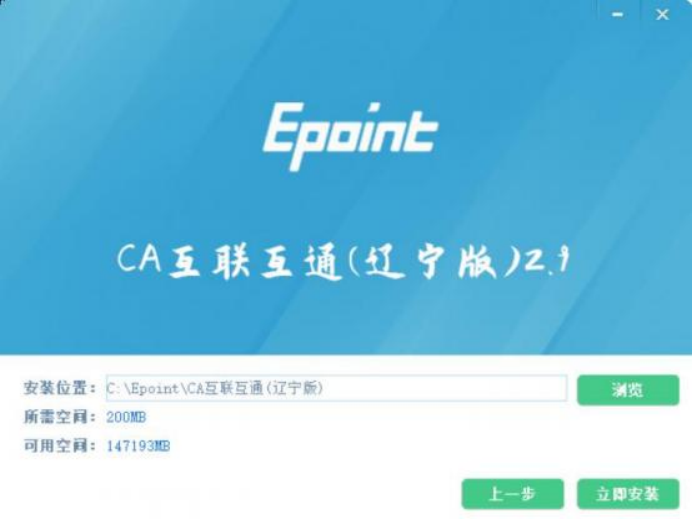 Epoint
CA互联互通(辽宁版)2.9
安装位置: C:\Epoint\CA互联互通(辽宁版) 浏览
所需空间: 200MB
可用空间: 147193MB
上一步 立即安装